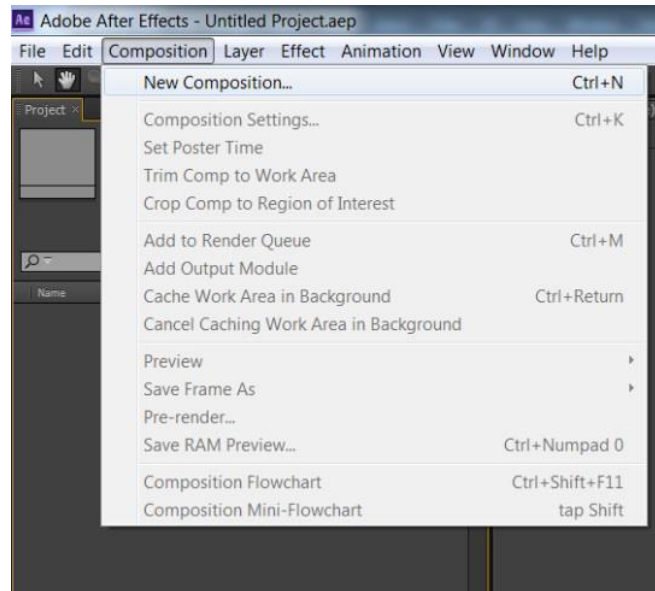 Ae Adobe After Effects - Untitled Project.aep
File Edit Composition Layer Effect Animation View Window Help
New Composition... Ctrl+N
Project ×
Composition Settings... Ctrl+K
Set Poster Time
Trim Comp to Work Area
Crop Comp to Region of Interest
Add to Render Queue Ctrl+M
Add Output Module
Name
Cache Work Area in Background Ctrl+Return
Cancel Caching Work Area in Background
Preview
Save Frame As
Pre-render...
Save RAM Preview... Ctrl+Numpad 0
Composition Flowchart Ctrl+Shift+F11
Composition Mini-Flowchart tap Shift